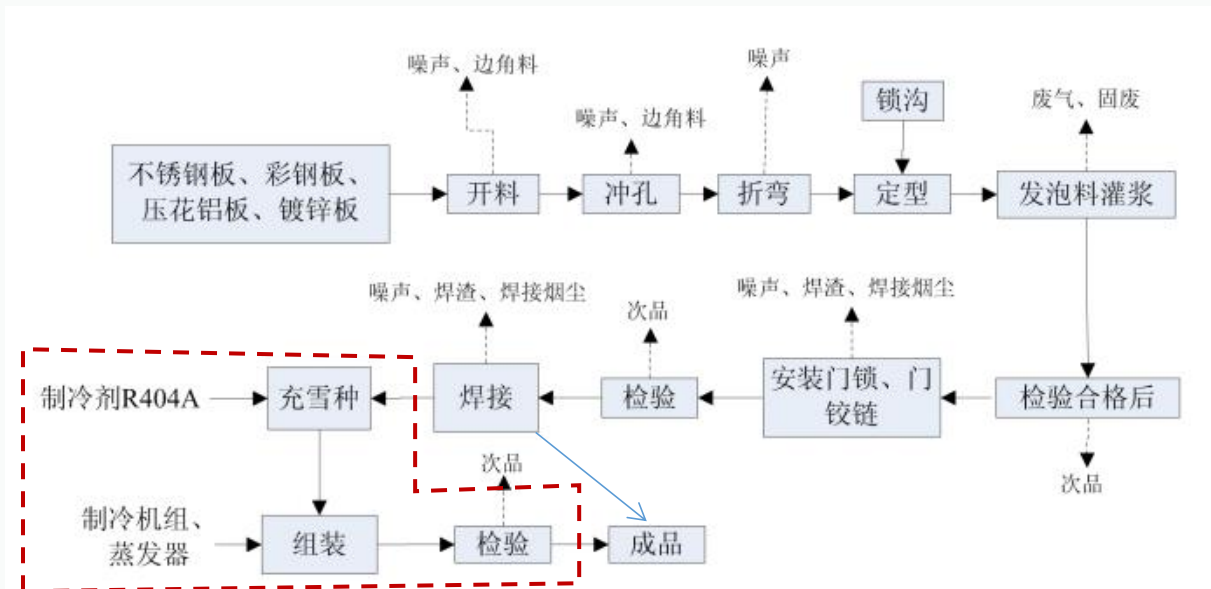 噪声、边角料
噪声、边角料
噪声
锁沟
废气、固废
不锈钢板、彩钢板、
压花铝板、镀锌板
开料
冲孔
折弯
定型
发泡料灌浆
噪声、焊渣、焊接烟尘
次品
噪声、焊渣、焊接烟尘
制冷剂R404A
充雪种
焊接
检验
安装门锁、门
铰链
检验合格后
次品
次品
制冷机组、
蒸发器
组装
检验
成品